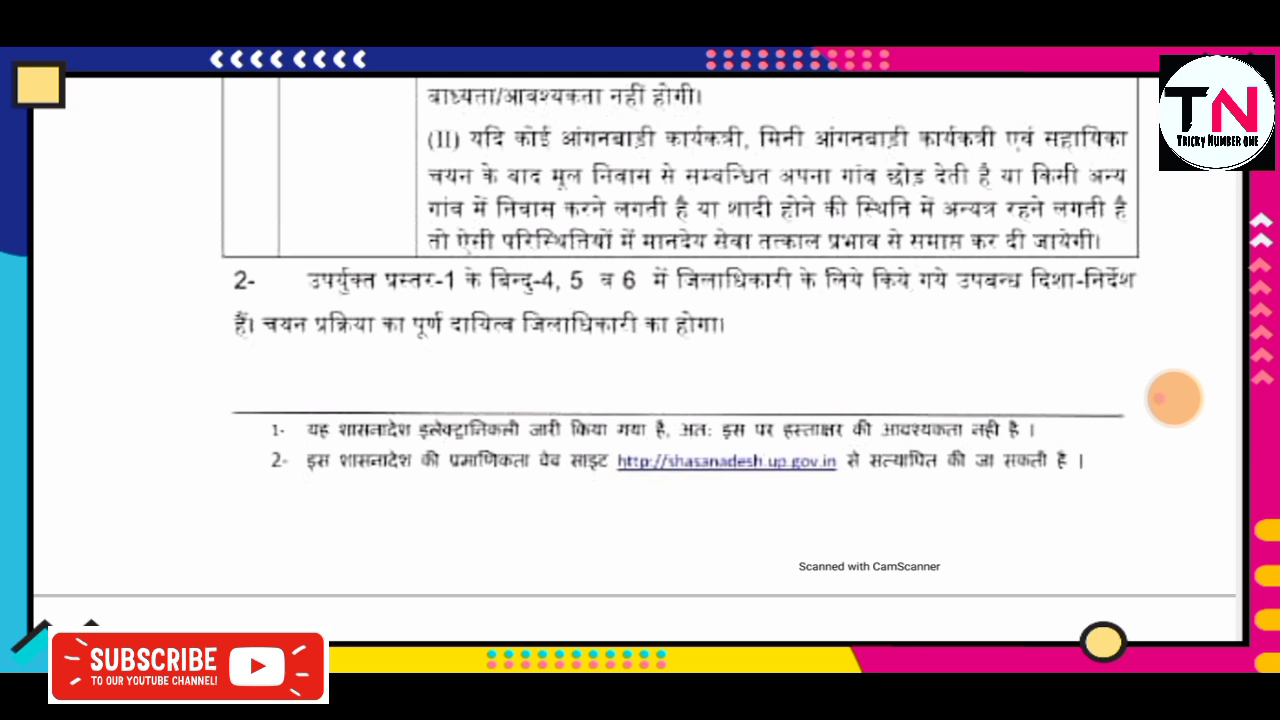 TN
TRICKY NUMBER ONE
बाध्यता/आवश्यकता नहीं होगी।
(II) यदि कोई आंगनबाड़ी कार्यकत्री, मिनी आंगनबाड़ी कार्यकत्री एवं सहायिका
चयन के बाद मूल निवास से सम्बन्धित अपना गांव छोड़ देती है या किसी अन्य
गांव में निवास करने लगती है या शादी होने की स्थिति में अन्यत्र रहने लगती है
तो ऐसी परिस्थितियों में मानदेय सेवा तत्काल प्रभाव से समाप्त कर दी जायेगी।
2- उपर्युक्त प्रस्तर-1 के बिन्दु-4, 5 व 6 में जिलाधिकारी के लिये किये गये उपबन्ध दिशा-निर्देश
हैं। चयन प्रक्रिया का पूर्ण दायित्व जिलाधिकारी का होगा।
1- यह शासनादेश इलेक्ट्रानिकली जारी किया गया है, अतः इस पर हस्ताक्षर की आवश्यकता नही है ।
2- इस शासनादेश की प्रमाणिकता वेब साइट http://shasanadesh.up.gov.in से सत्यापित की जा सकती है ।
Scanned with CamScanner
SUBSCRIBE
TO OUR YOUTUBE CHANNEL!